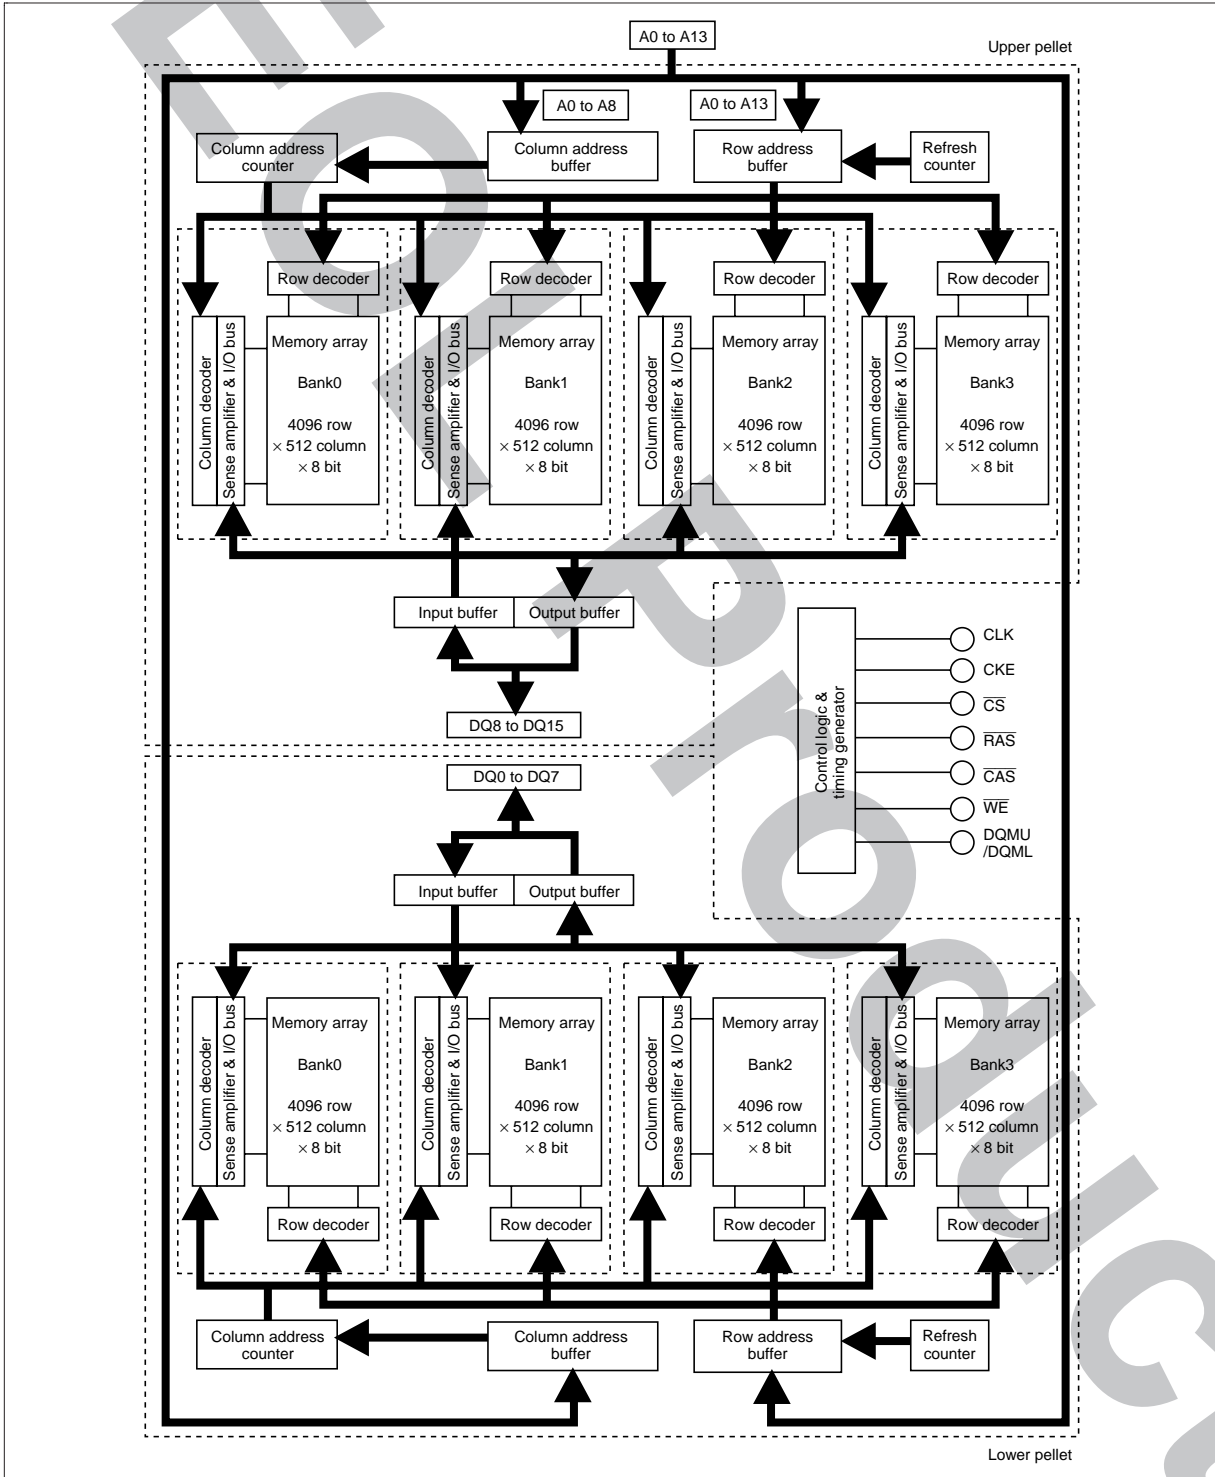 A0 to A13
Upper pellet
A0 to A8
A0 to A13
Column address
counter
Column address
buffer
Row address
buffer
Refresh
counter
Row decoder
Row decoder
Row decoder
Row decoder
Column decoder
Sense amplifier & I/O bus
Memory array
Bank0
4096 row
× 512 column
× 8 bit
Column decoder
Sense amplifier & I/O bus
Memory array
Bank1
4096 row
× 512 column
× 8 bit
Column decoder
Sense amplifier & I/O bus
Memory array
Bank2
4096 row
× 512 column
× 8 bit
Column decoder
Sense amplifier & I/O bus
Memory array
Bank3
4096 row
× 512 column
× 8 bit
Input buffer
Output buffer
DQ8 to DQ15
Control logic &
timing generator
CLK
CKE
C̅S̅
R̅A̅S̅
C̅A̅S̅
W̅E̅
DQMU
/DQML
DQ0 to DQ7
Input buffer
Output buffer
Column decoder
Sense amplifier & I/O bus
Memory array
Bank0
4096 row
× 512 column
× 8 bit
Column decoder
Sense amplifier & I/O bus
Memory array
Bank1
4096 row
× 512 column
× 8 bit
Column decoder
Sense amplifier & I/O bus
Memory array
Bank2
4096 row
× 512 column
× 8 bit
Column decoder
Sense amplifier & I/O bus
Memory array
Bank3
4096 row
× 512 column
× 8 bit
Row decoder
Row decoder
Row decoder
Row decoder
Column address
counter
Column address
buffer
Row address
buffer
Refresh
counter
Lower pellet
EOL Product